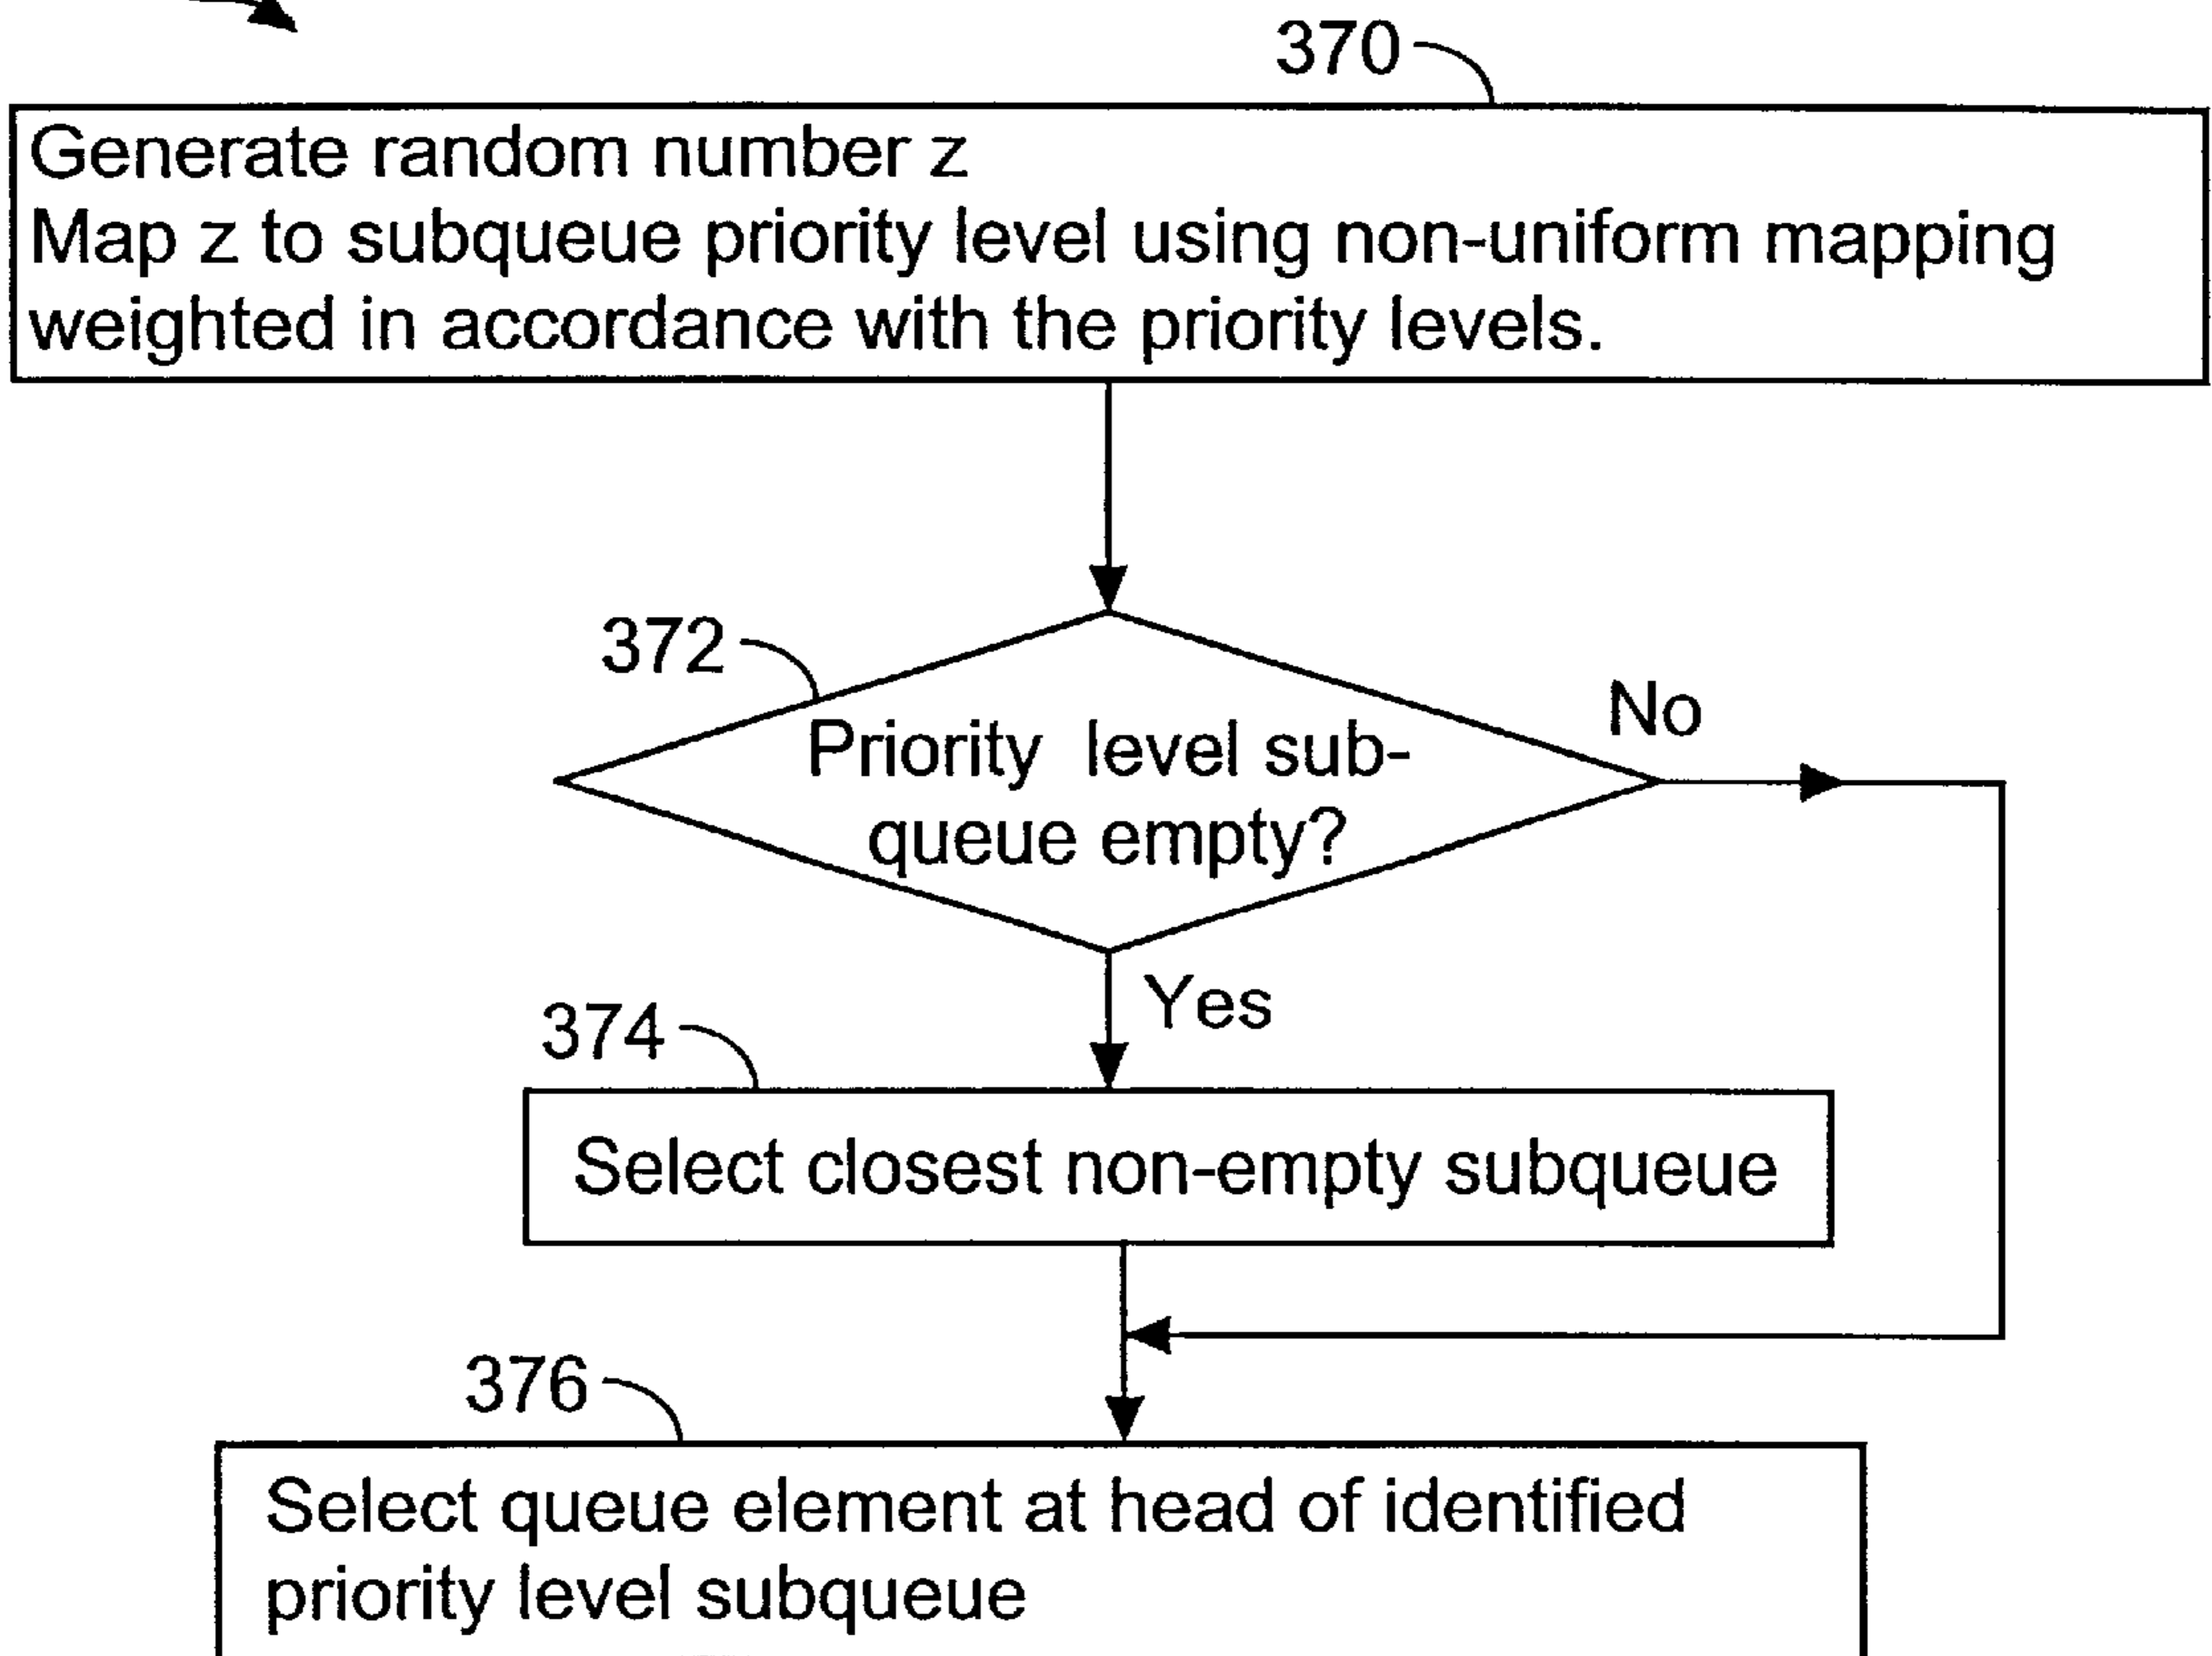 370
Generate random number z
Map z to subqueue priority level using non-uniform mapping
weighted in accordance with the priority levels.
372
Priority level sub-
queue empty?
No
Yes
374
Select closest non-empty subqueue
376
Select queue element at head of identified
priority level subqueue